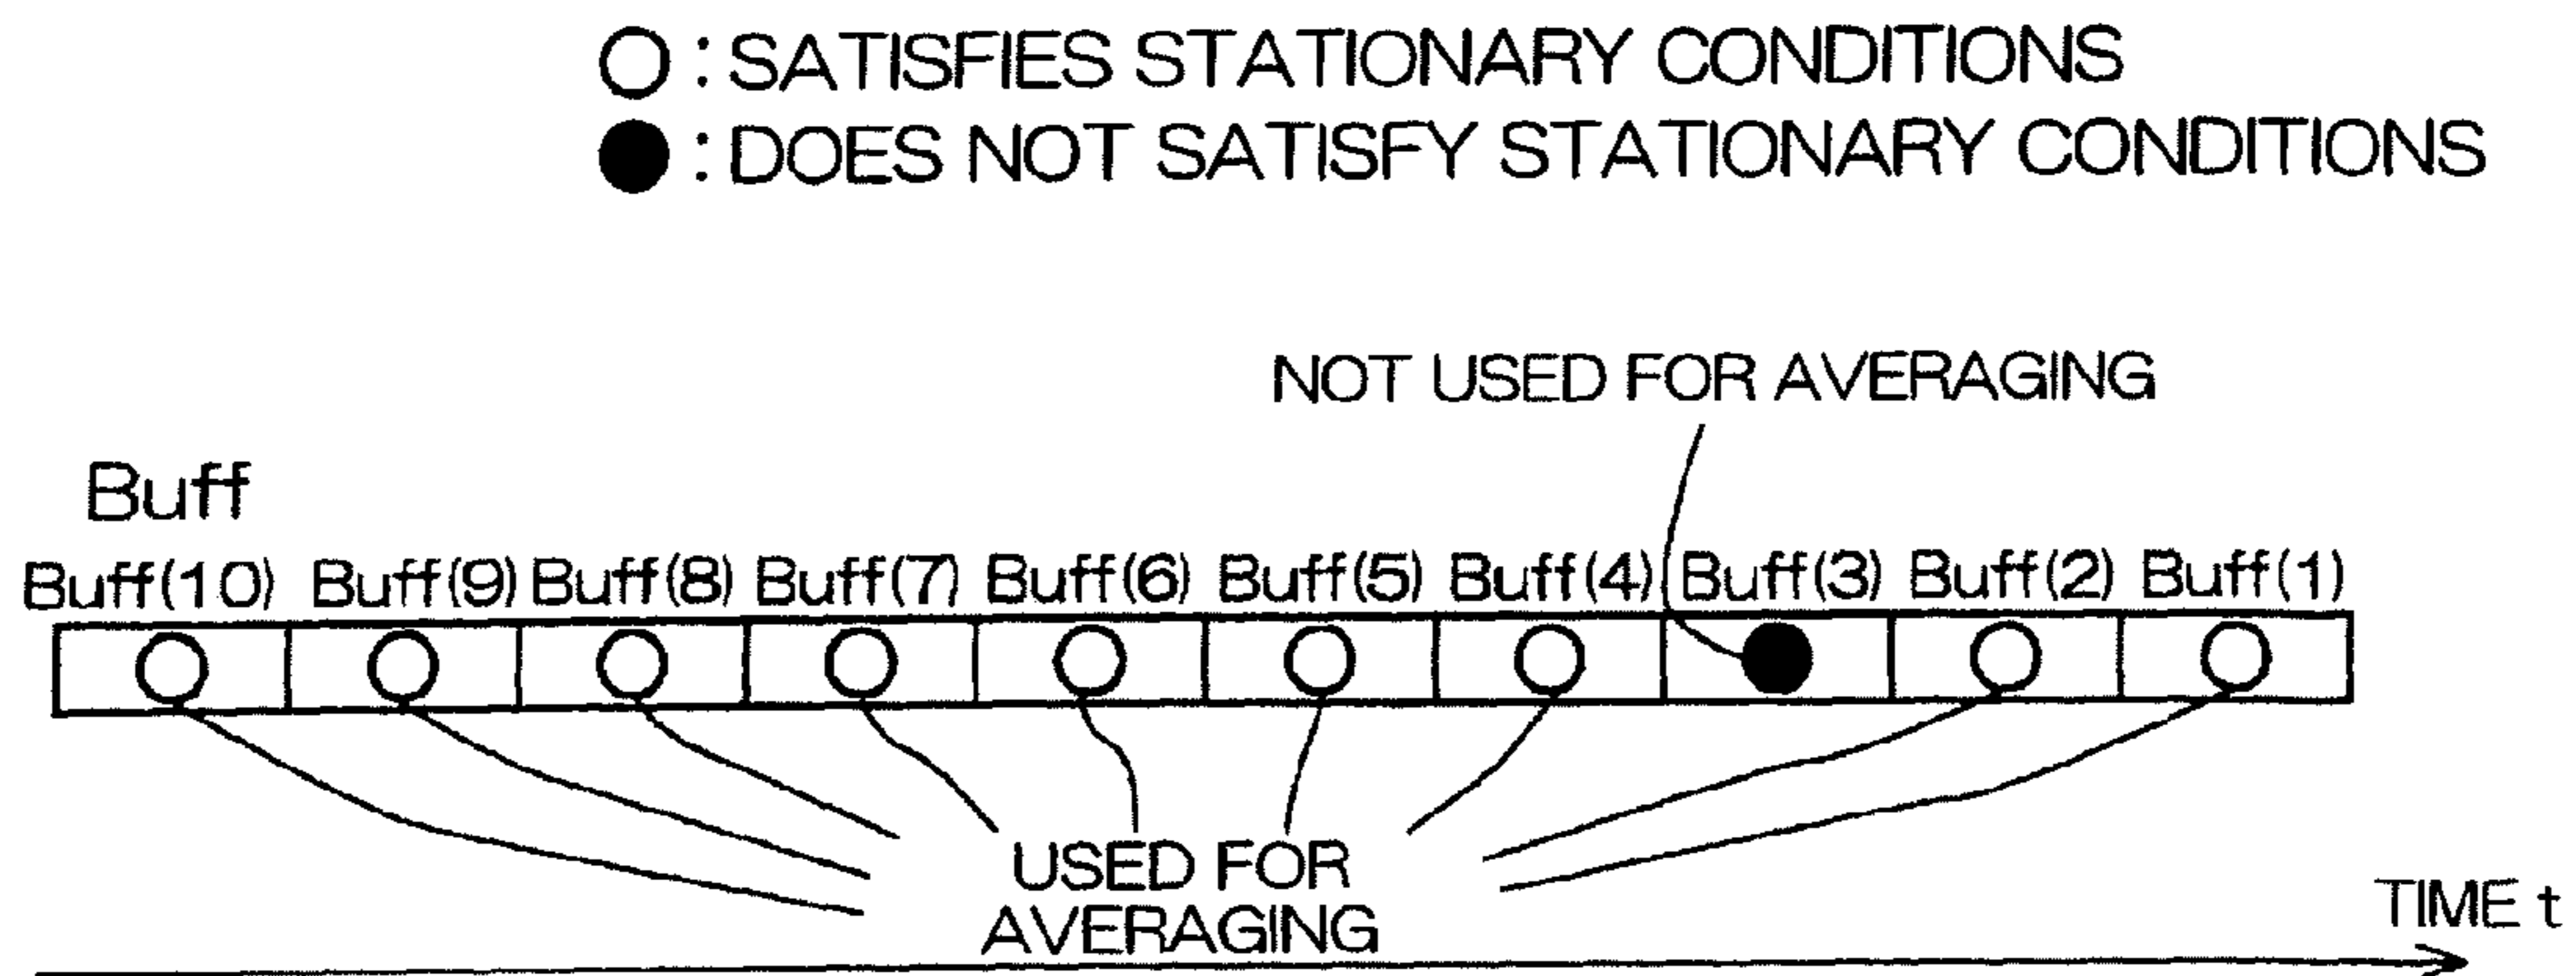 ○ : SATISFIES STATIONARY CONDITIONS
● : DOES NOT SATISFY STATIONARY CONDITIONS
NOT USED FOR AVERAGING
Buff
Buff(10) Buff(9) Buff(8) Buff(7) Buff(6) Buff(5) Buff(4) Buff(3) Buff(2) Buff(1)
USED FOR
AVERAGING
TIME t